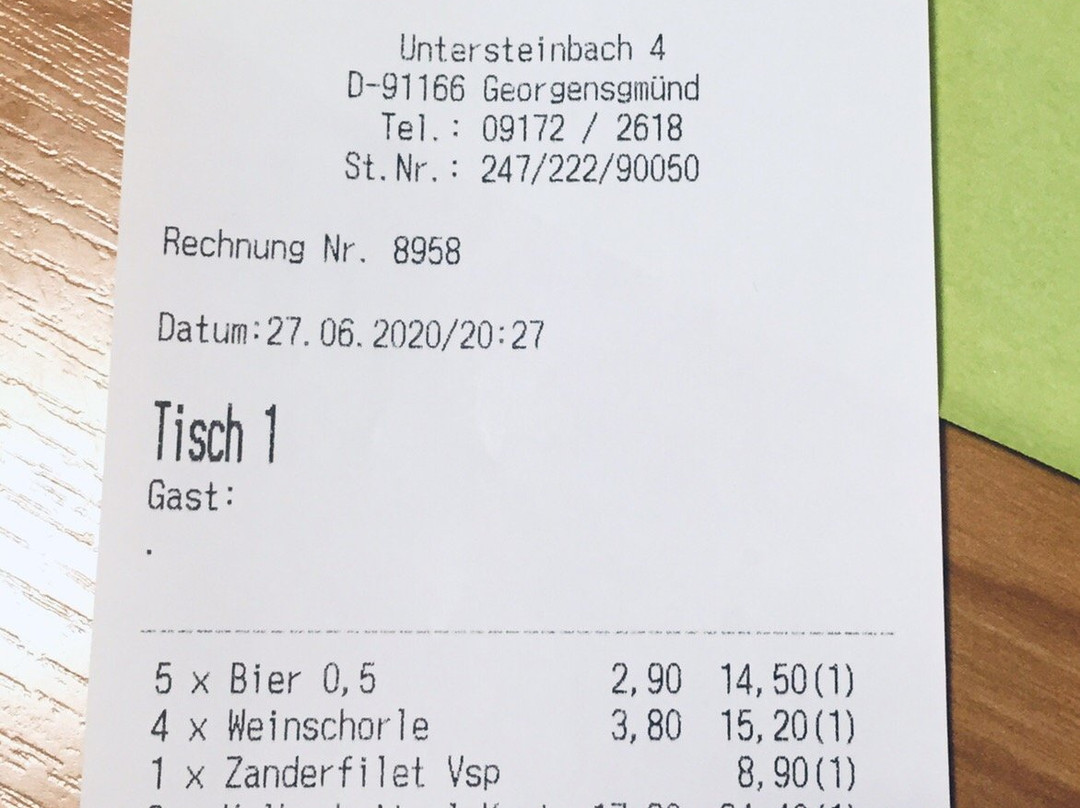 Untersteinbach 4
D-91166 Georgensgmünd
Tel.: 09172 / 2618
St.Nr.: 247/222/90050
Rechnung Nr. 8958
Datum:27.06.2020/20:27
Tisch 1
Gast:
.
5 x Bier 0,5 2,90 14,50(1)
4 x Weinschorle 3,80 15,20(1)
1 x Zanderfilet Vsp 8,90(1)